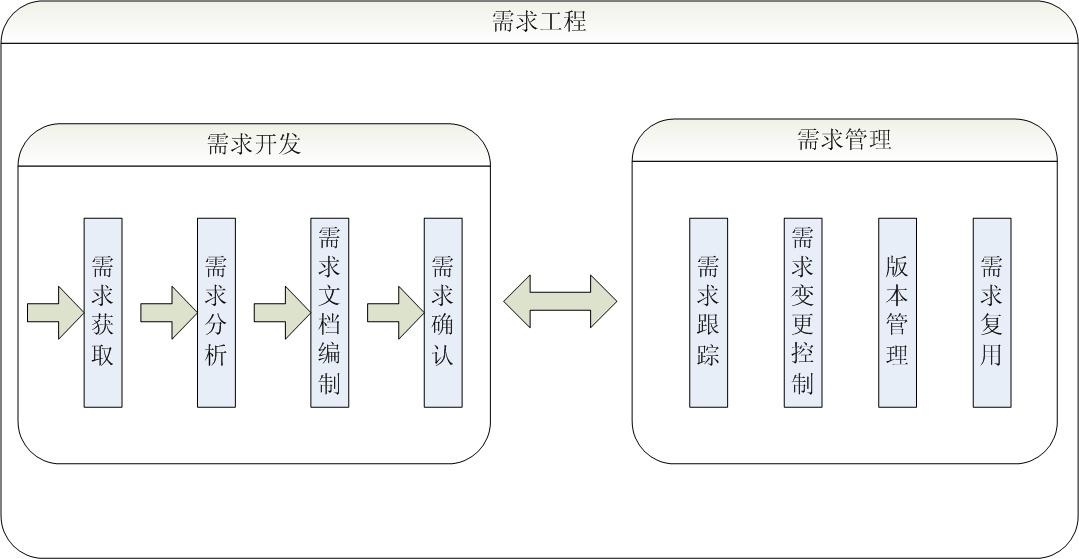 需求工程
需求开发
需求获取
需求分析
需求文档编制
需求确认
需求管理
需求跟踪
需求变更控制
版本管理
需求复用